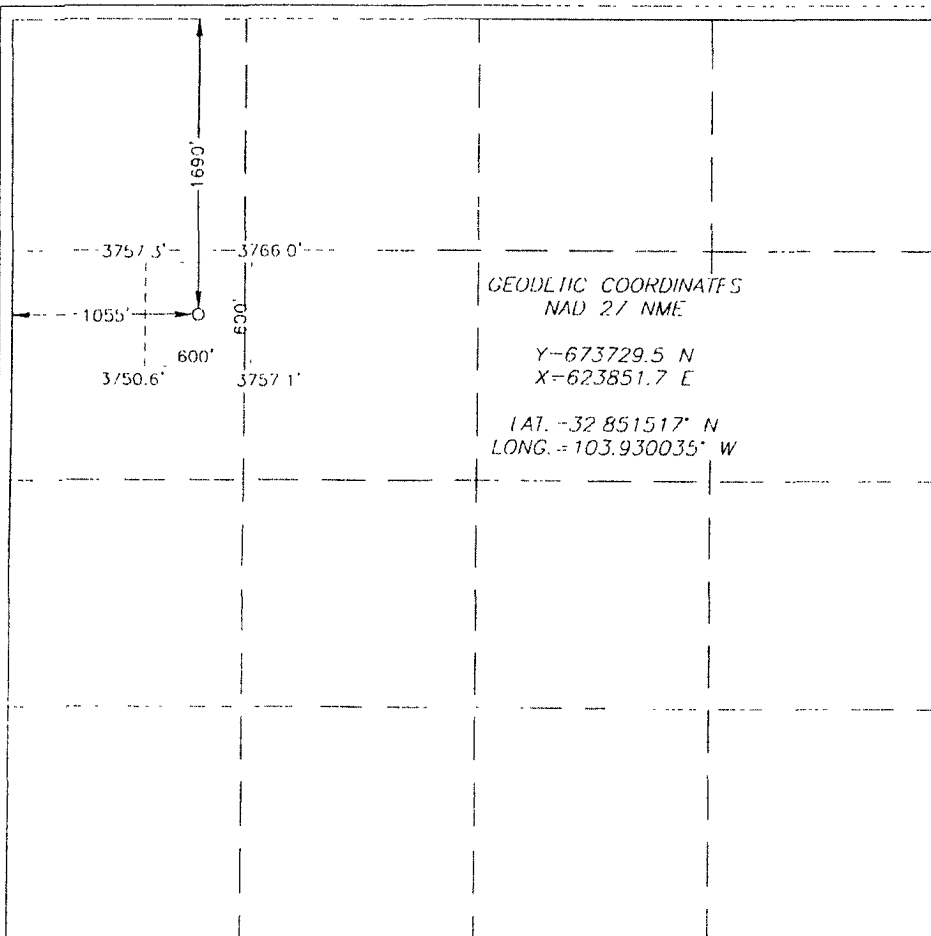 1690'
3757.3' 3766.0'
1055'
600'
600'
3750.6' 3757.1'
GEODETIC COORDINATES
NAD 27 NME
Y=673729.5 N
X=623851.7 E
LAT.=32.851517° N
LONG.=103.930035° W